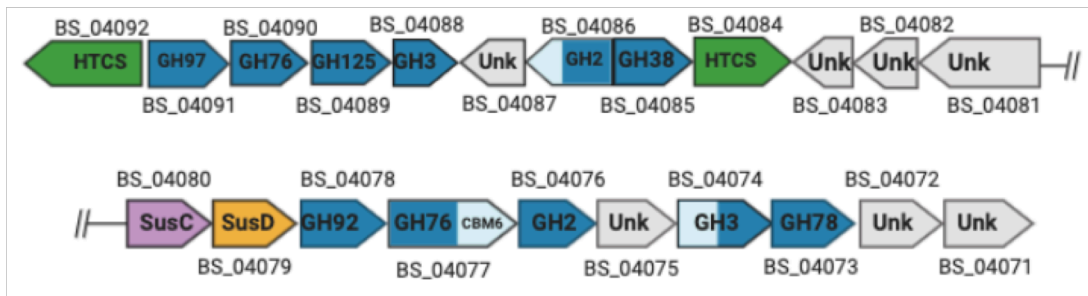 BS_04092 BS_04090 BS_04088 BS_04086 BS_04084 BS_04082
HTCS GH97 GH76 GH125 GH3 Unk GH2 GH38 HTCS Unk Unk Unk
BS_04091 BS_04089 BS_04087 BS_04085 BS_04083 BS_04081
BS_04080 BS_04078 BS_04076 BS_04074 BS_04072
SusC SusD GH92 GH76 CBM6 GH2 Unk GH3 GH78 Unk Unk
BS_04079 BS_04077 BS_04075 BS_04073 BS_04071